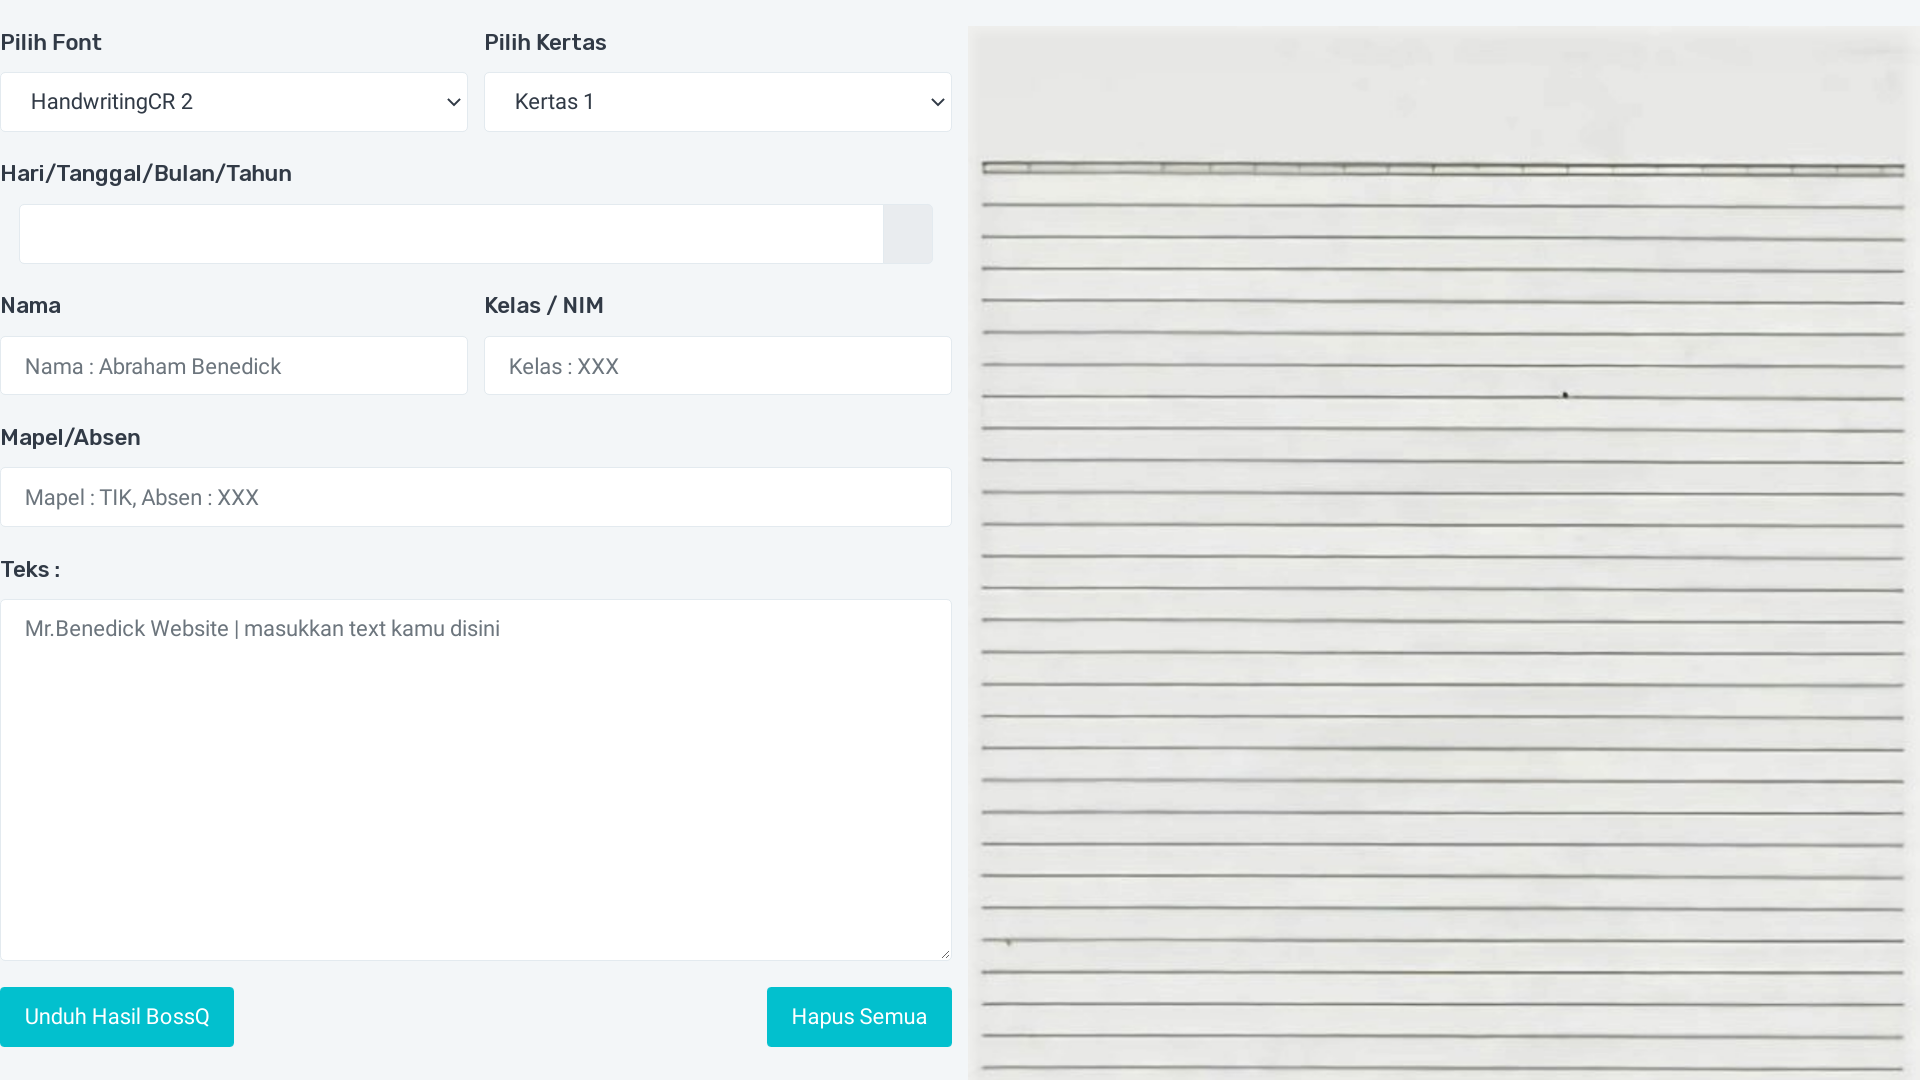 Pilih Font
Pilih Kertas
HandwritingCR 2
Kertas 1
Hari/Tanggal/Bulan/Tahun
Nama
Kelas / NIM
Nama : Abraham Benedick
Kelas : XXX
Mapel/Absen
Mapel : TIK, Absen : XXX
Teks :
Mr.Benedick Website | masukkan text kamu disini
Unduh Hasil BossQ
Hapus Semua